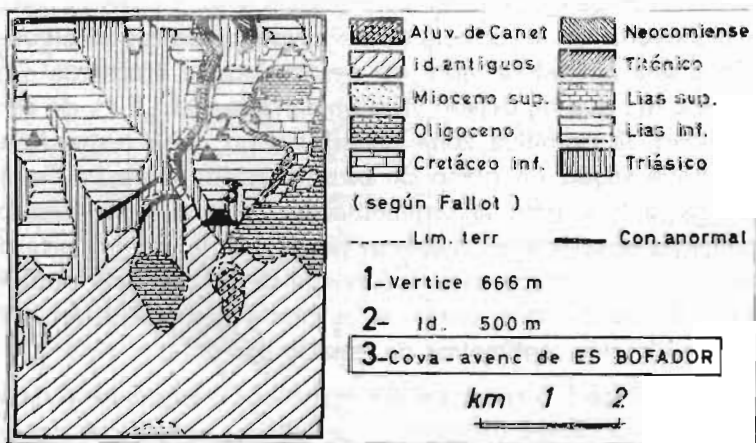 Aluv. de Canet Neocomiense
id. antiguos Titónico
Mioceno sup. Lias sup.
Oligoceno Lias inf.
Cretáceo inf. Triásico
(según Fallot)
Lim. terr Con. anormal
1-Vertice 666 m
2- Id. 500 m
3-Cova-avenc de ES BOFADOR
km 1 2